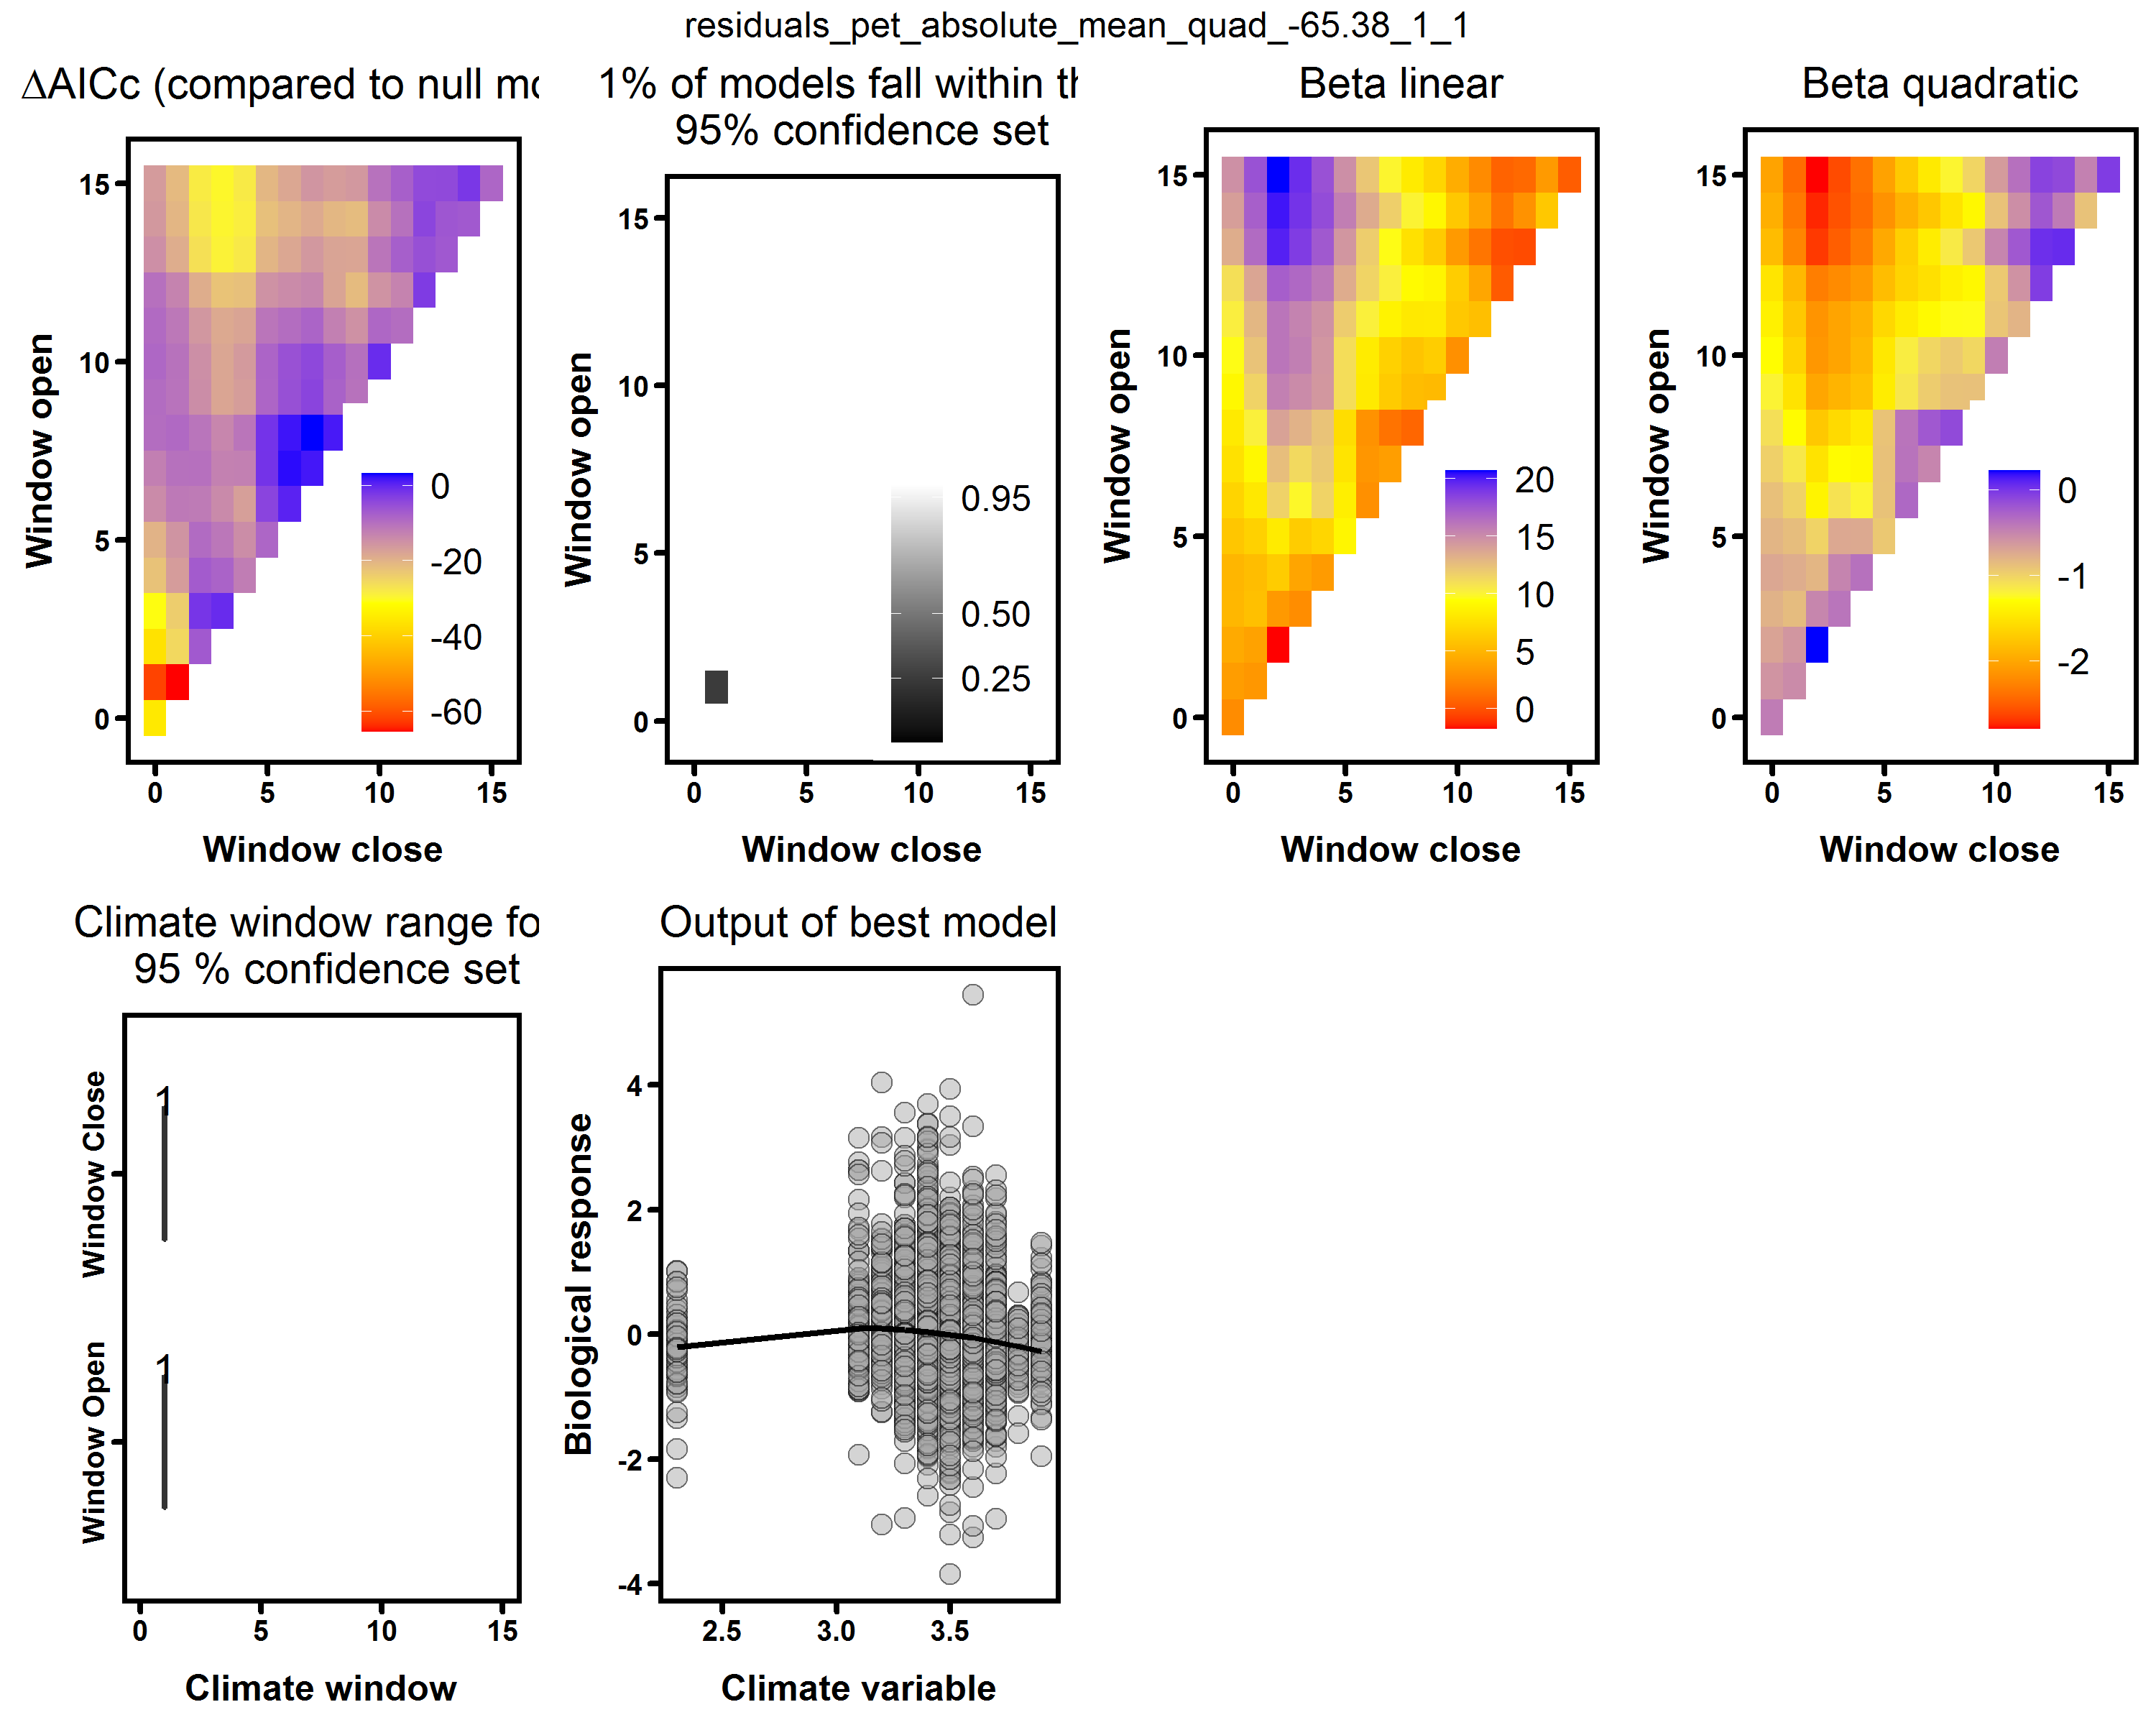 residuals_pet_absolute_mean_quad_-65.38_1_1
ΔAICc (compared to null mo
15
10
5
0
0
5
10
15
Window open
Window close
0
-20
-40
-60
1% of models fall within th
95% confidence set
15
10
5
0
0
5
10
15
Window open
Window close
0.95
0.50
0.25
Beta linear
15
10
5
0
0
5
10
15
Window open
Window close
20
15
10
5
0
Beta quadratic
15
10
5
0
0
5
10
15
Window open
Window close
0
-1
-2
Climate window range fo
95 % confidence set
Window Close
Window Open
1
1
0
5
10
15
Climate window
Output of best model
4
2
0
-2
-4
Biological response
2.5
3.0
3.5
Climate variable